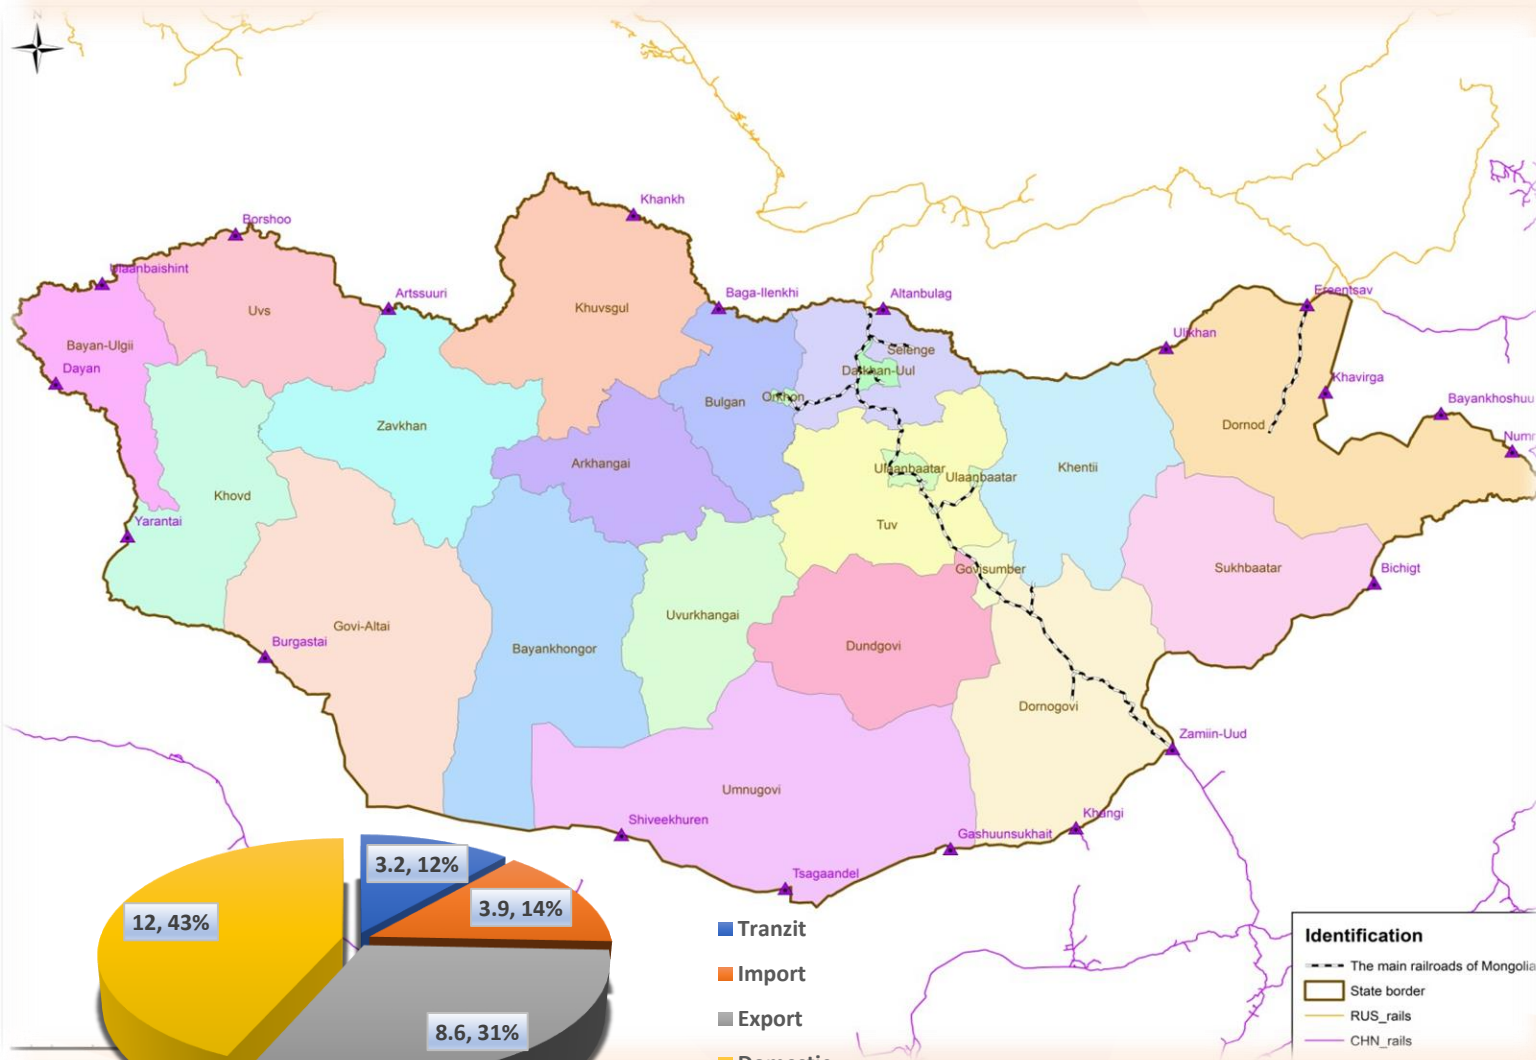 N
Khankh
Borshoo
Ulaanbaishint
Artssuuri
Baga-Ilenkhi
Altanbulag
Ereentsav
Uvs
Khuvsgul
Ulikhan
Bayan-Ulgii
Selenge
Dayan
Darkhan-Uul
Khavirga
Orkhon
Bulgan
Bayankhoshuu
Zavkhan
Dornod
Numr
Arkhangai
Ulaanbaatar
Khentii
Ulaanbaatar
Khovd
Yarantai
Tuv
Govisumber
Sukhbaatar
Bichigt
Uvurkhangai
Govi-Altai
Burgastai
Bayankhongor
Dundgovi
Dornogovi
Zamiin-Uud
Umnugovi
Shiveekhuren
Khangi
Gashuunsukhait
Tsagaandel
3.2, 12%
3.9, 14%
12, 43%
8.6, 31%
Tranzit
Import
Export
Domestic
Identification
The main railroads of Mongolia
State border
RUS_rails
CHN_rails